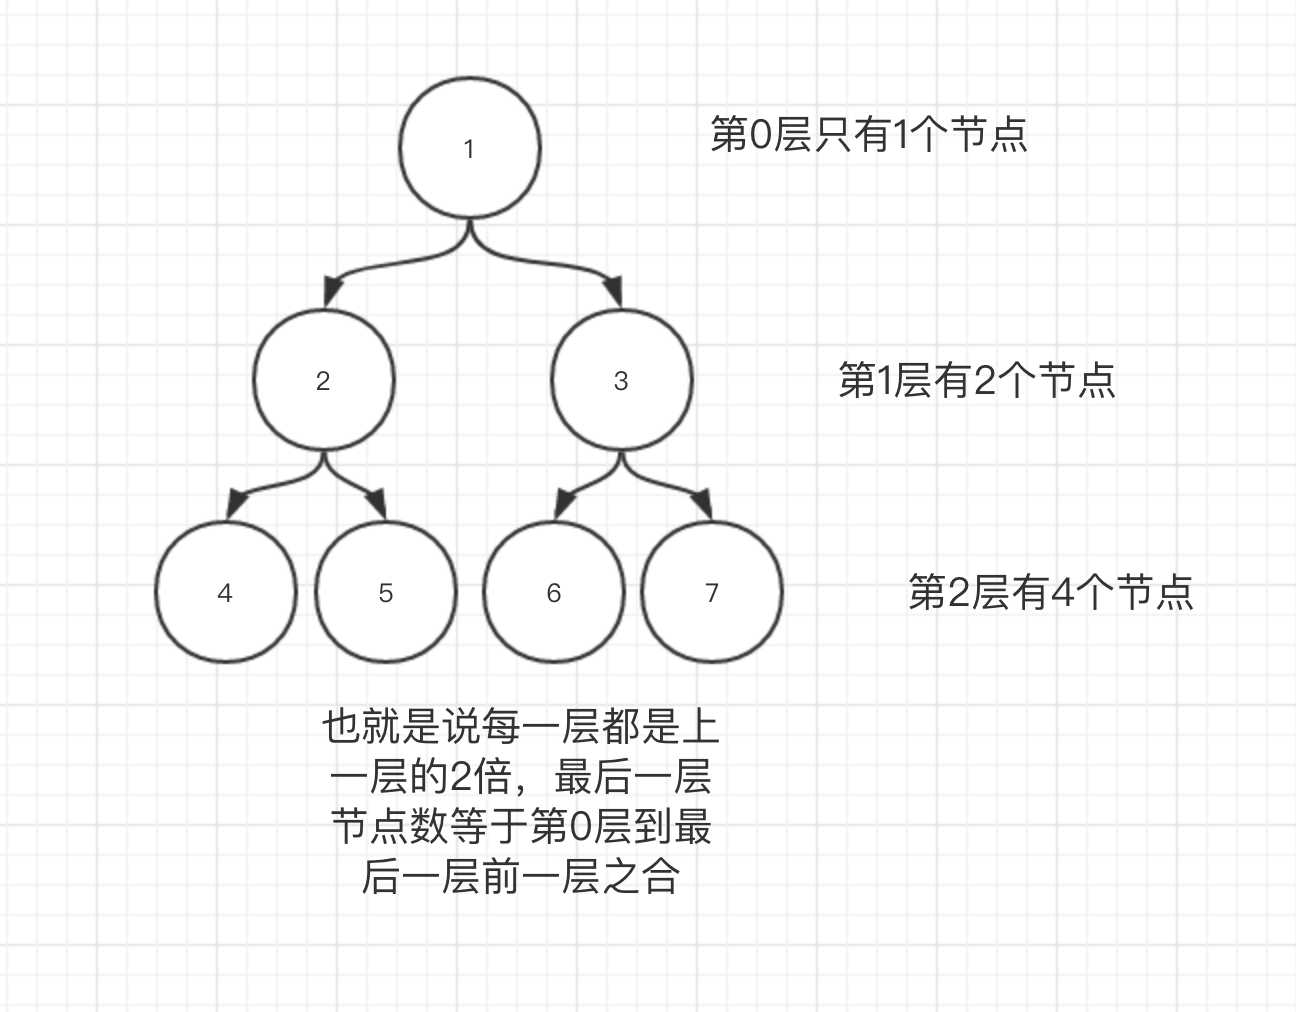 1
第0层只有1个节点
2
3
第1层有2个节点
4
5
6
7
第2层有4个节点
也就是说每一层都是上
一层的2倍，最后一层
节点数等于第0层到最
后一层前一层之合